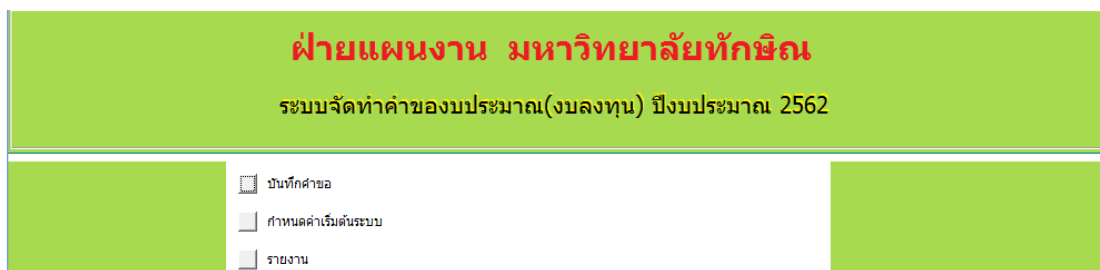 ฝ่ายแผนงาน มหาวิทยาลัยทักษิณ
ระบบจัดทำคำของบประมาณ(งบลงทุน) ปีงบประมาณ 2562
บันทึกคำขอ
กำหนดค่าเริ่มต้นระบบ
รายงาน